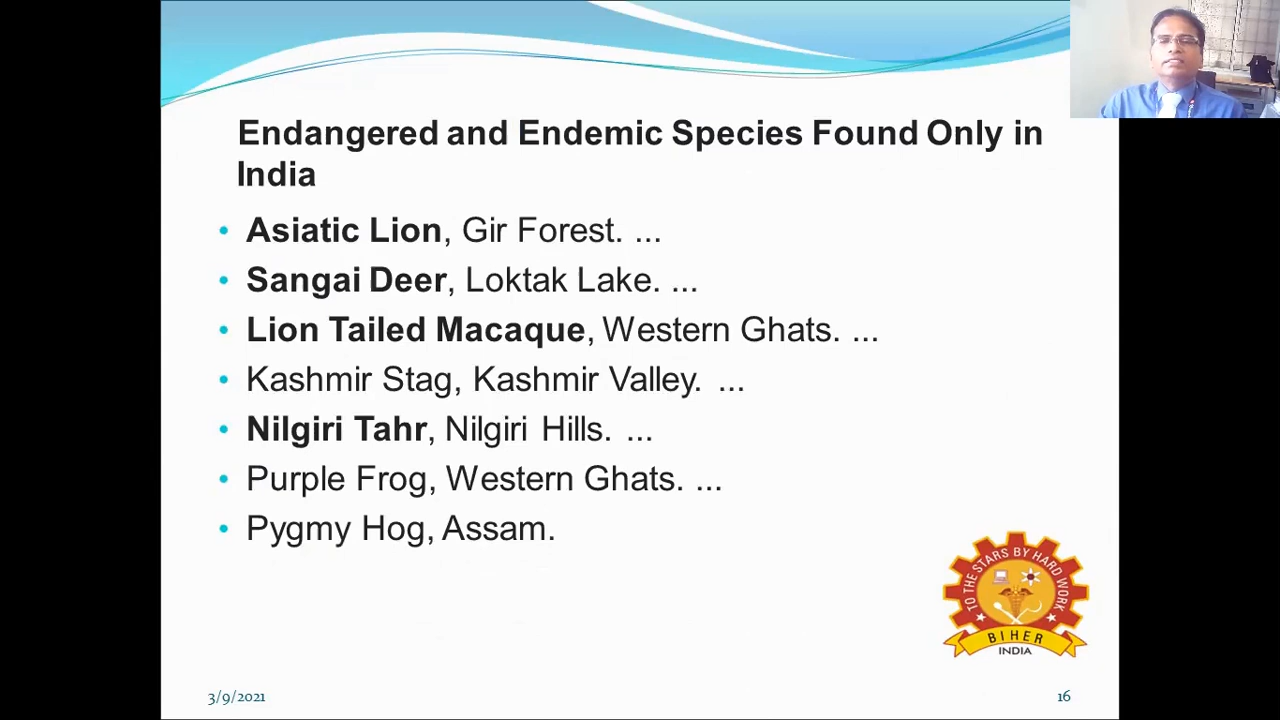 Endangered and Endemic Species Found Only in
India
• Asiatic Lion, Gir Forest. ...
• Sangai Deer, Loktak Lake. ...
• Lion Tailed Macaque, Western Ghats. ...
• Kashmir Stag, Kashmir Valley. ...
• Nilgiri Tahr, Nilgiri Hills. ...
• Purple Frog, Western Ghats. ...
• Pygmy Hog, Assam.
TO THE STARS BY HARD WORK
BIHER
INDIA
3/9/2021
16